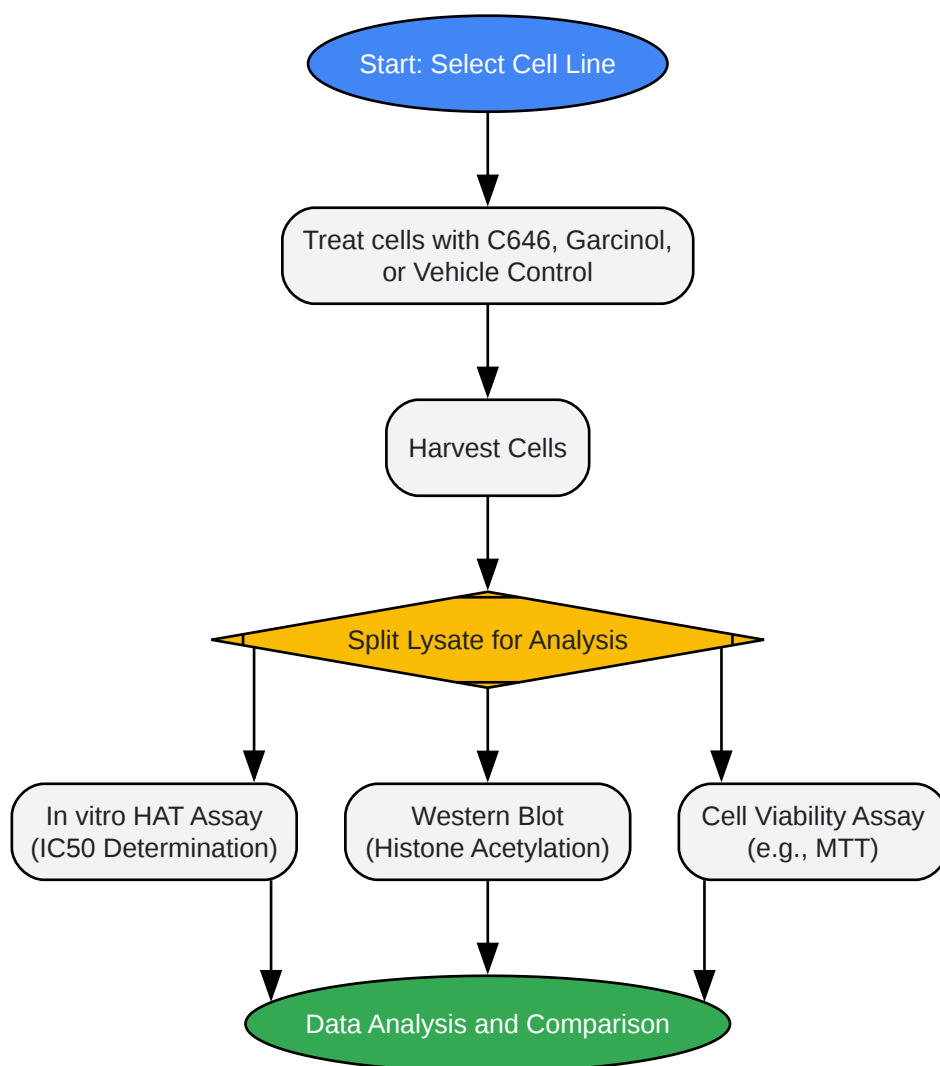 Start: Select Cell Line
Treat cells with C646, Garcinol,
or Vehicle Control
Harvest Cells
Split Lysate for Analysis
In vitro HAT Assay
(IC50 Determination)
Western Blot
(Histone Acetylation)
Cell Viability Assay
(e.g., MTT)
Data Analysis and Comparison